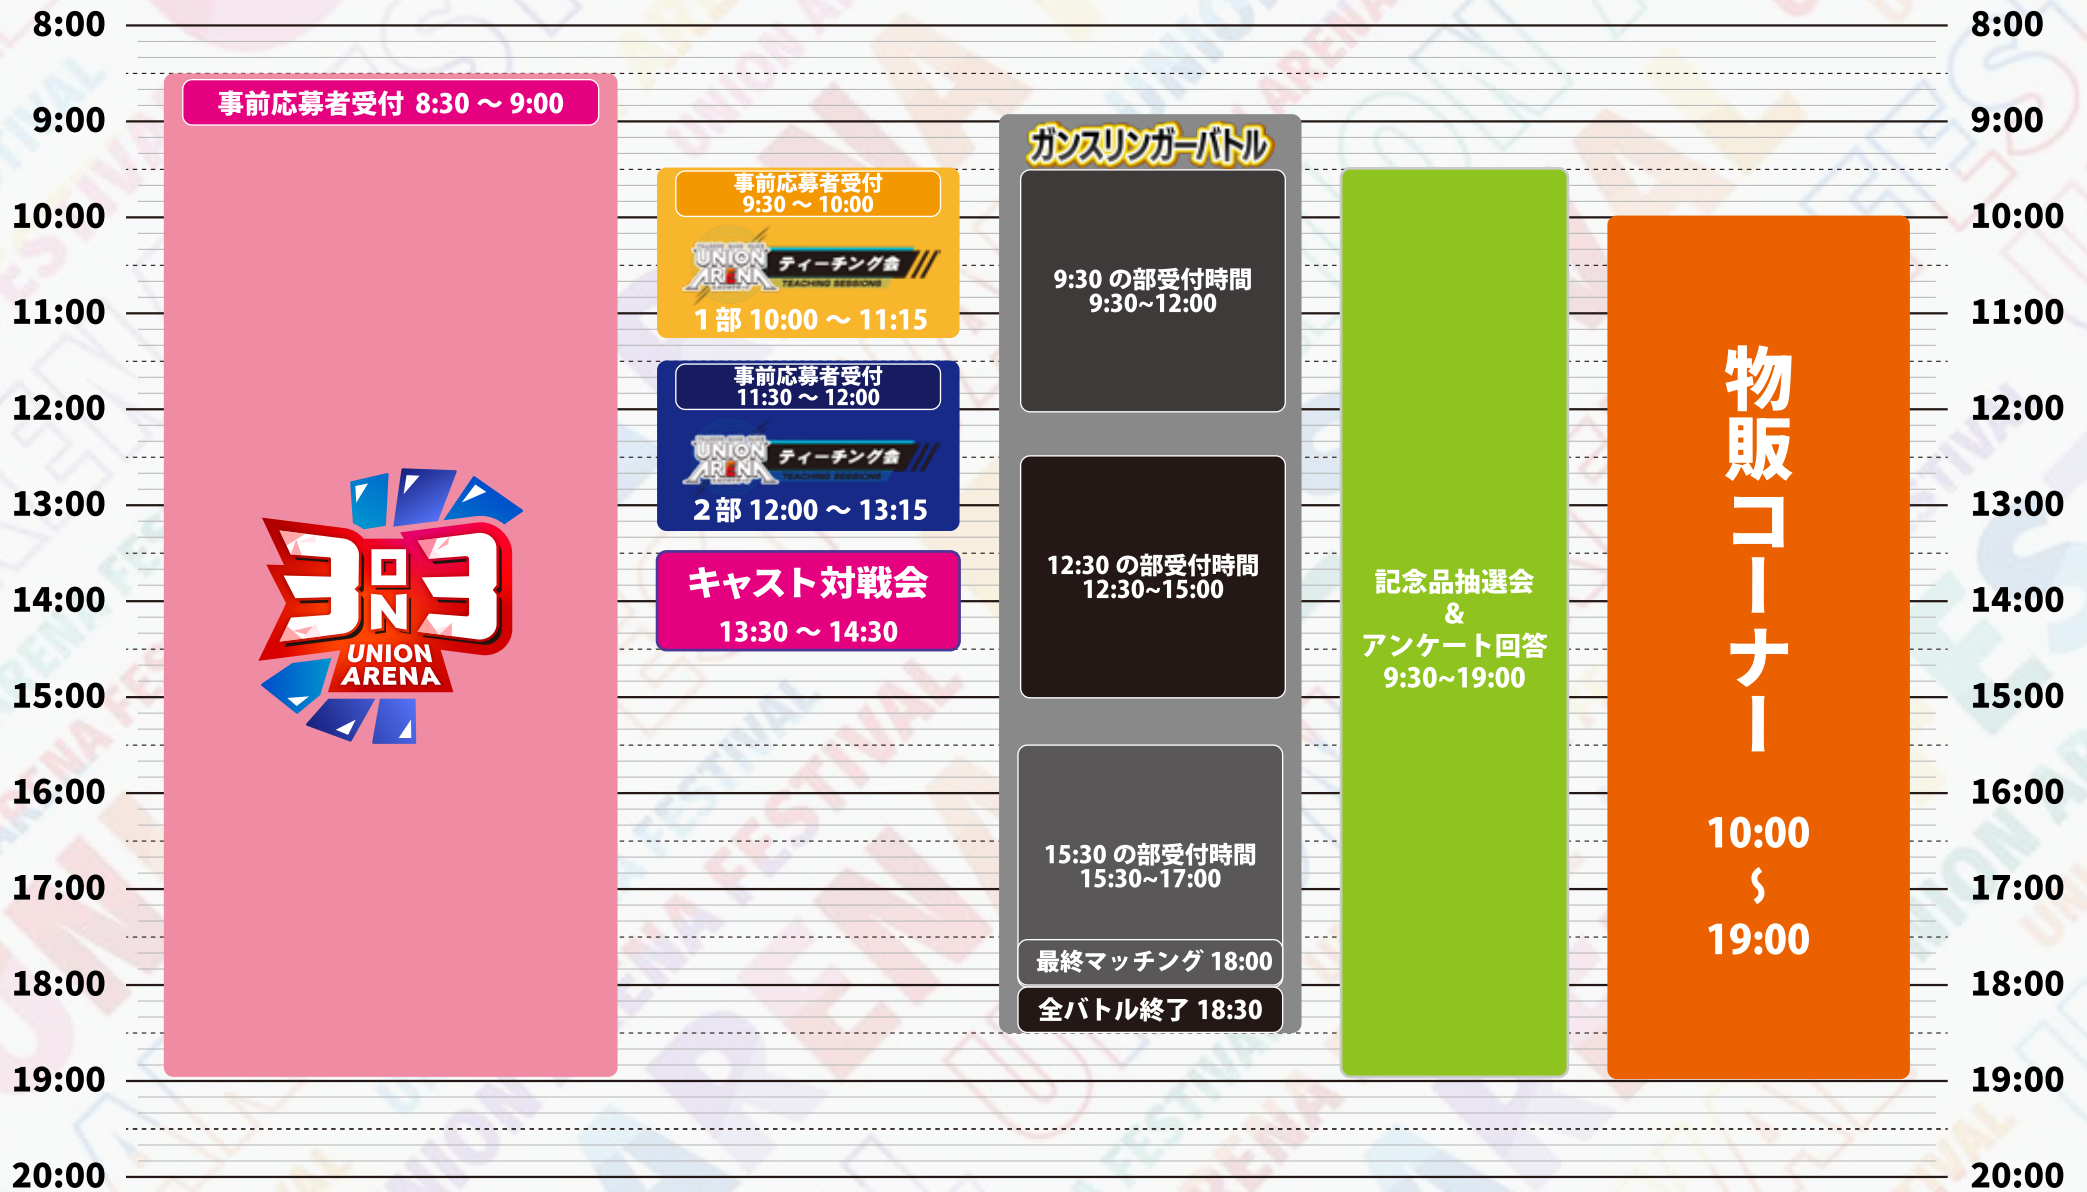 8:00
9:00
10:00
11:00
12:00
13:00
14:00
15:00
16:00
17:00
18:00
19:00
20:00
事前応募者受付 8:30 ～ 9:00
3 ON 3
UNION
ARENA
事前応募者受付
9:30 ～ 10:00
UNION
ARENA
ティーチング会
TEACHING SESSIONS
1部 10:00 ～ 11:15
事前応募者受付
11:30 ～ 12:00
UNION
ARENA
ティーチング会
TEACHING SESSIONS
2部 12:00 ～ 13:15
キャスト対戦会
13:30 ～ 14:30
ガンスリンガーバトル
9:30 の部受付時間
9:30~12:00
12:30 の部受付時間
12:30~15:00
15:30 の部受付時間
15:30~17:00
最終マッチング 18:00
全バトル終了 18:30
記念品抽選会
&
アンケート回答
9:30~19:00
物販コーナー
10:00
～
19:00
8:00
9:00
10:00
11:00
12:00
13:00
14:00
15:00
16:00
17:00
18:00
19:00
20:00